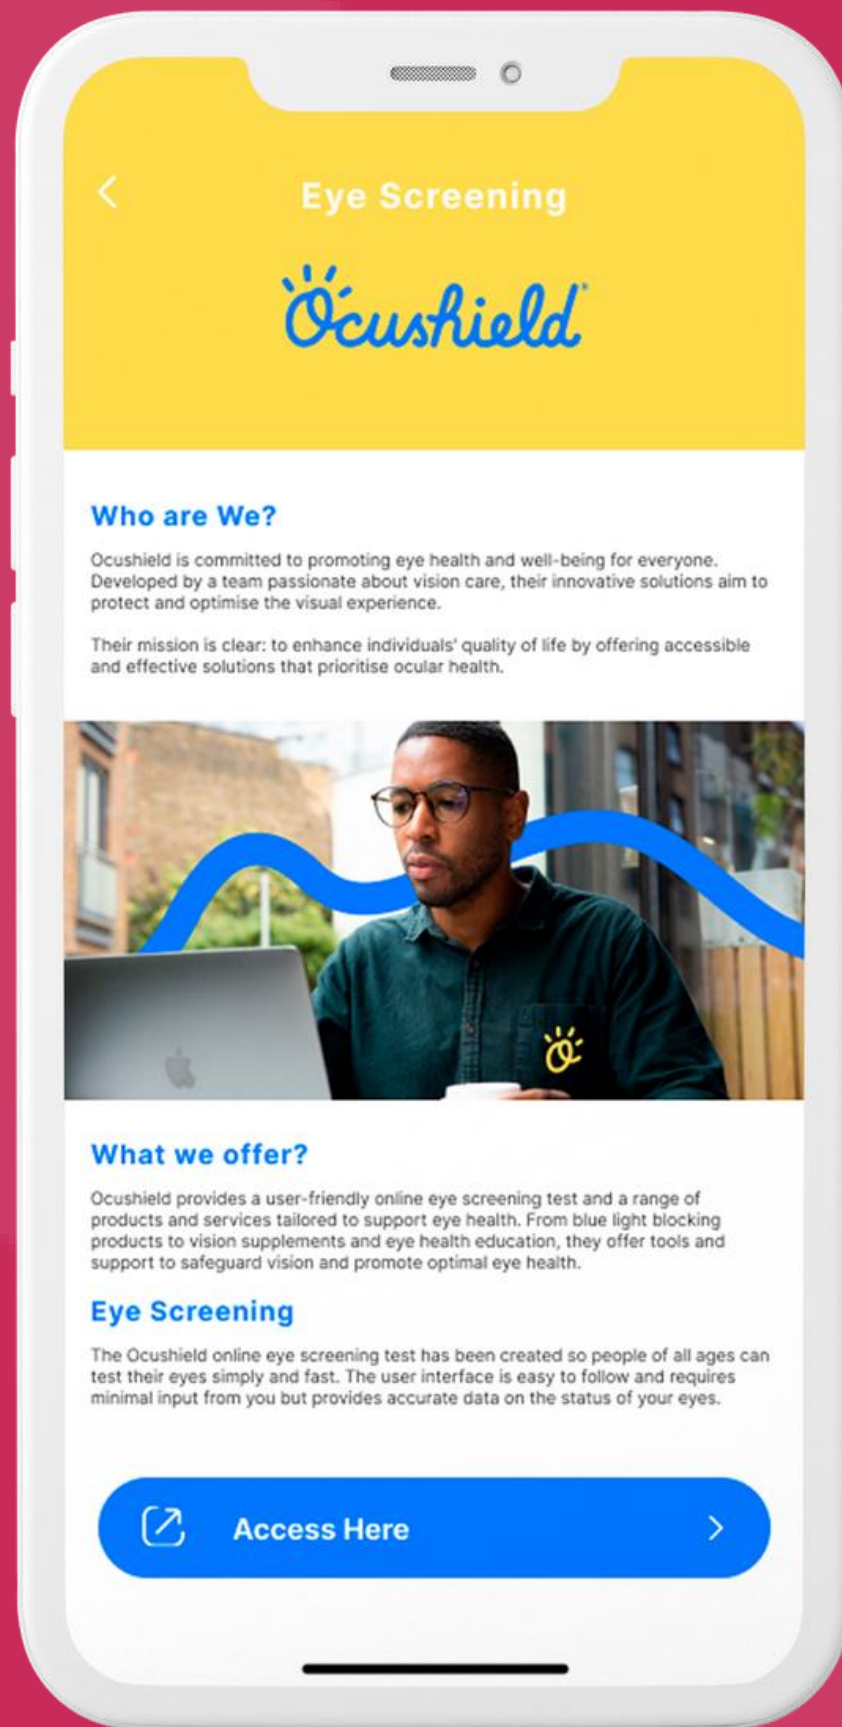 Eye Screening
Ocushield
Who are We?
Ocushield is committed to promoting eye health and well-being for everyone.
Developed by a team passionate about vision care, their innovative solutions aim to
protect and optimise the visual experience.
Their mission is clear: to enhance individuals' quality of life by offering accessible
and effective solutions that prioritise ocular health.
What we offer?
Ocushield provides a user-friendly online eye screening test and a range of
products and services tailored to support eye health. From blue light blocking
products to vision supplements and eye health education, they offer tools and
support to safeguard vision and promote optimal eye health.
Eye Screening
The Ocushield online eye screening test has been created so people of all ages can
test their eyes simply and fast. The user interface is easy to follow and requires
minimal input from you but provides accurate data on the status of your eyes.
Access Here